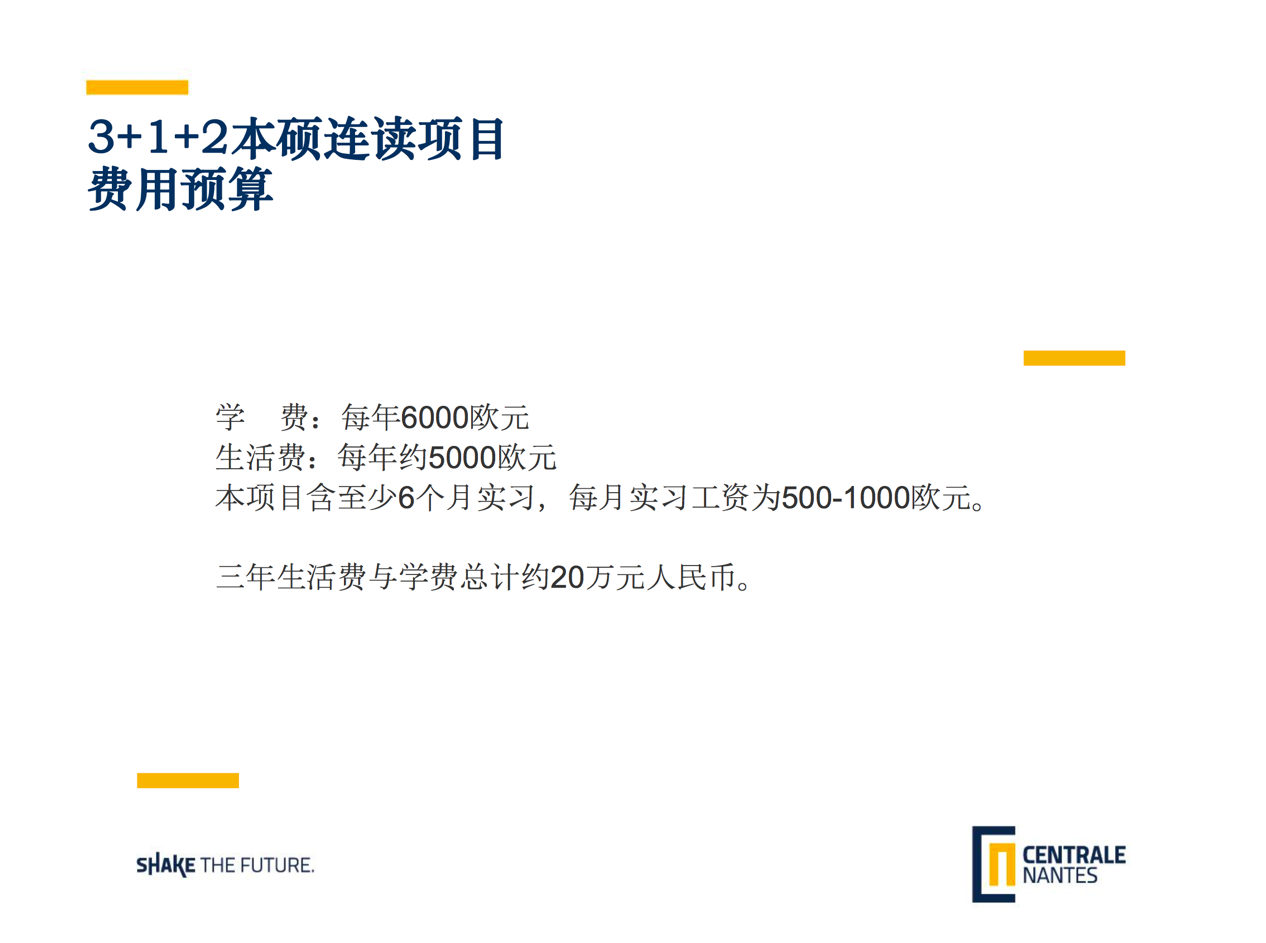 3+1+2本硕连读项目
费用预算
学 费：每年6000欧元
生活费：每年约5000欧元
本项目含至少6个月实习，每月实习工资为500-1000欧元。
三年生活费与学费总计约20万元人民币。
SHAKE THE FUTURE.
CENTRALE
NANTES